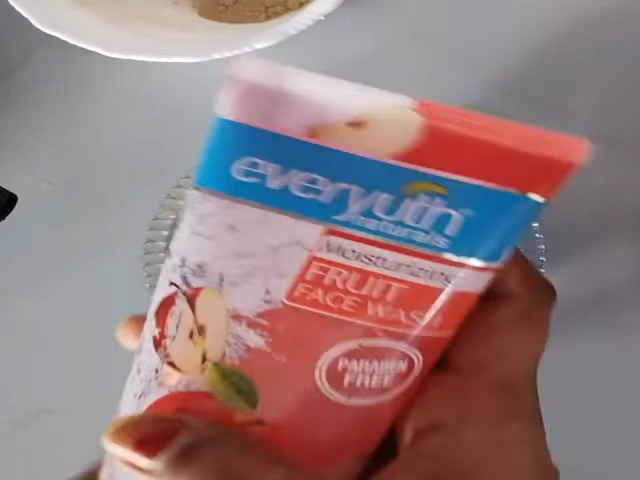 everyuth
naturals
Moisturizing
FRUIT
FACE WASH
PARABEN
FREE